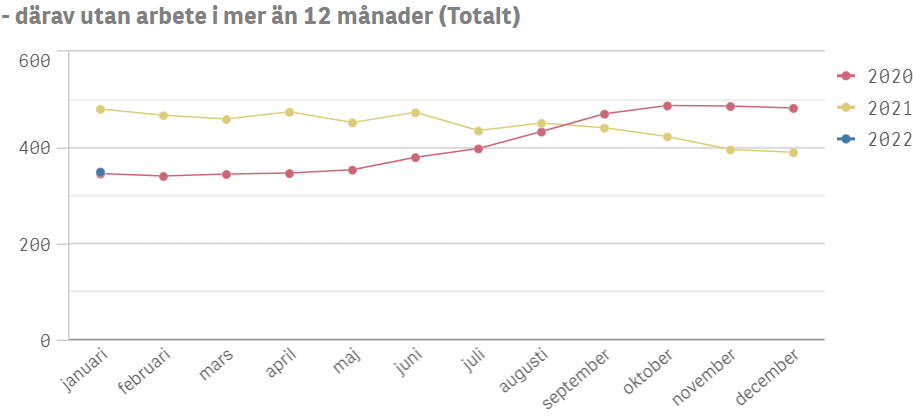 - därav utan arbete i mer än 12 månader (Totalt)
600
400
200
0
januari
februari
mars
april
maj
juni
juli
augusti
september
oktober
november
december
2020
2021
2022